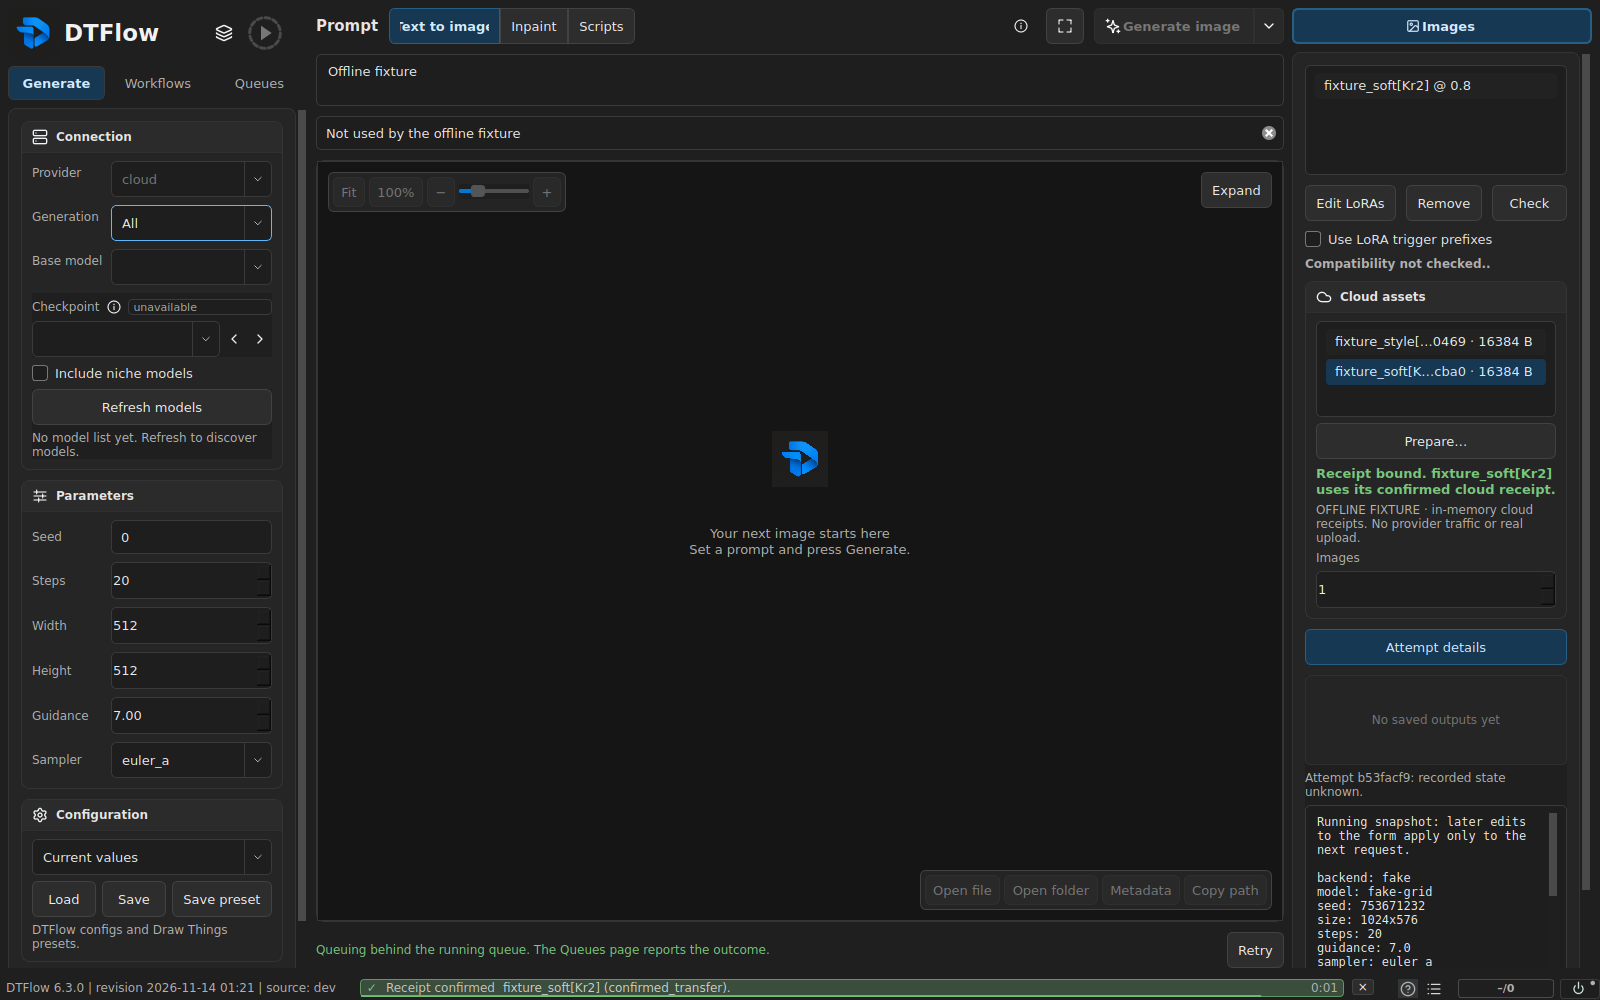 DTFlow
Generate
Workflows
Queues
Connection
Provider
cloud
Generation
All
Base model
Checkpoint
unavailable
Include niche models
Refresh models
No model list yet. Refresh to discover
models.
Parameters
Seed
0
Steps
20
Width
512
Height
512
Guidance
7.00
Sampler
euler_a
Configuration
Current values
Load
Save
Save preset
DTFlow configs and Draw Things
presets.
Prompt
Text to image
Inpaint
Scripts
Generate image
Offline fixture
Not used by the offline fixture
Fit
100%
−
+
Expand
Your next image starts here
Set a prompt and press Generate.
Open file
Open folder
Metadata
Copy path
Queuing behind the running queue. The Queues page reports the outcome.
Retry
Images
fixture_soft[Kr2] @ 0.8
Edit LoRAs
Remove
Check
Use LoRA trigger prefixes
Compatibility not checked..
Cloud assets
fixture_style[...0469 · 16384 B
fixture_soft[K...cba0 · 16384 B
Prepare...
Receipt bound. fixture_soft[Kr2]
uses its confirmed cloud receipt.
OFFLINE FIXTURE · in-memory cloud
receipts. No provider traffic or real
upload.
Images
1
Attempt details
No saved outputs yet
Attempt b53facf9: recorded state
unknown.
Running snapshot: later edits
to the form apply only to the
next request.
backend: fake
model: fake-grid
seed: 753671232
size: 1024x576
steps: 20
guidance: 7.0
sampler: euler a
DTFlow 6.3.0 | revision 2026-11-14 01:21 | source: dev
✓ Receipt confirmed fixture_soft[Kr2] (confirmed_transfer).
0:01
-/0